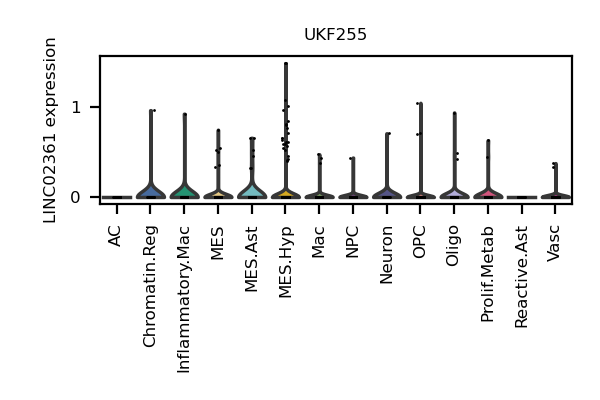 UKF255
LINC02361 expression
1
0
AC
Chromatin.Reg
Inflammatory.Mac
MES
MES.Ast
MES.Hyp
Mac
NPC
Neuron
OPC
Oligo
Prolif.Metab
Reactive.Ast
Vasc